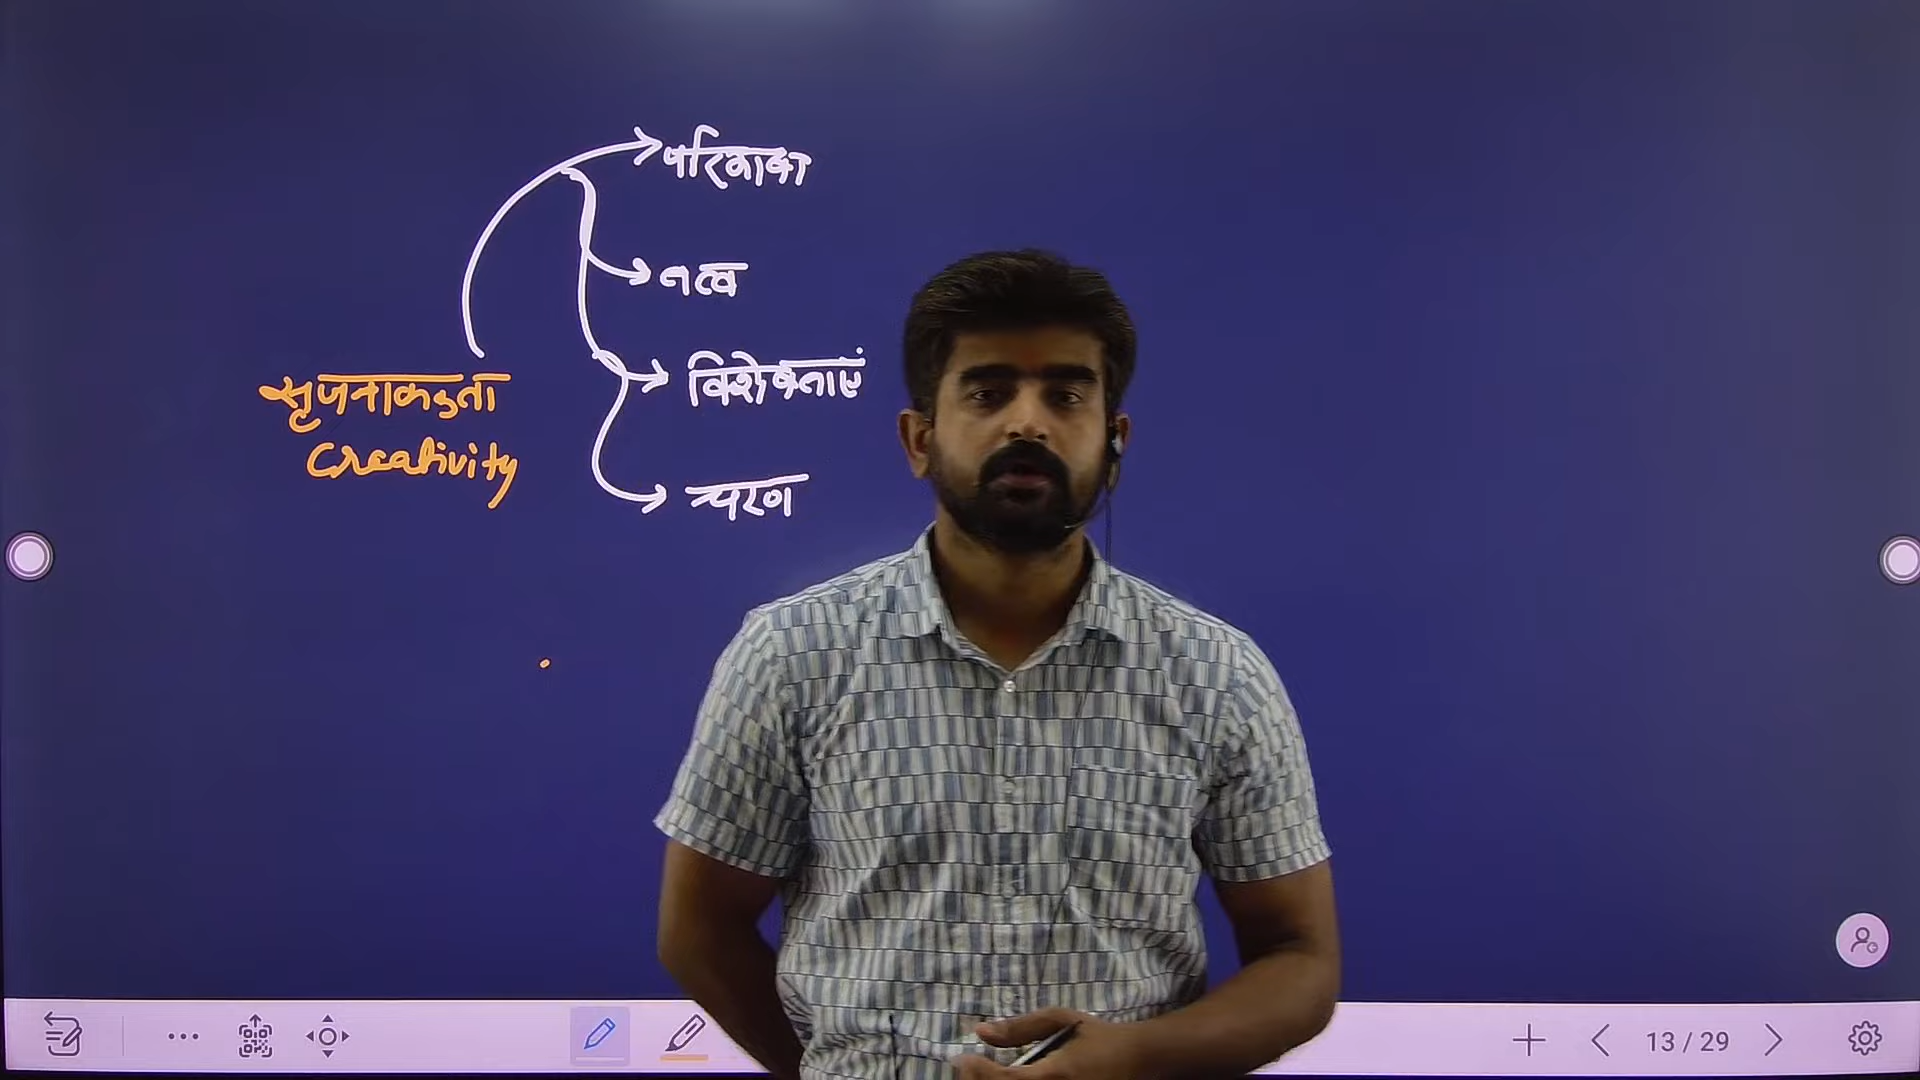 परिभाषा
तत्व
विशेषताएं
सृजनात्मकता
Creativity
चरण
13 / 29